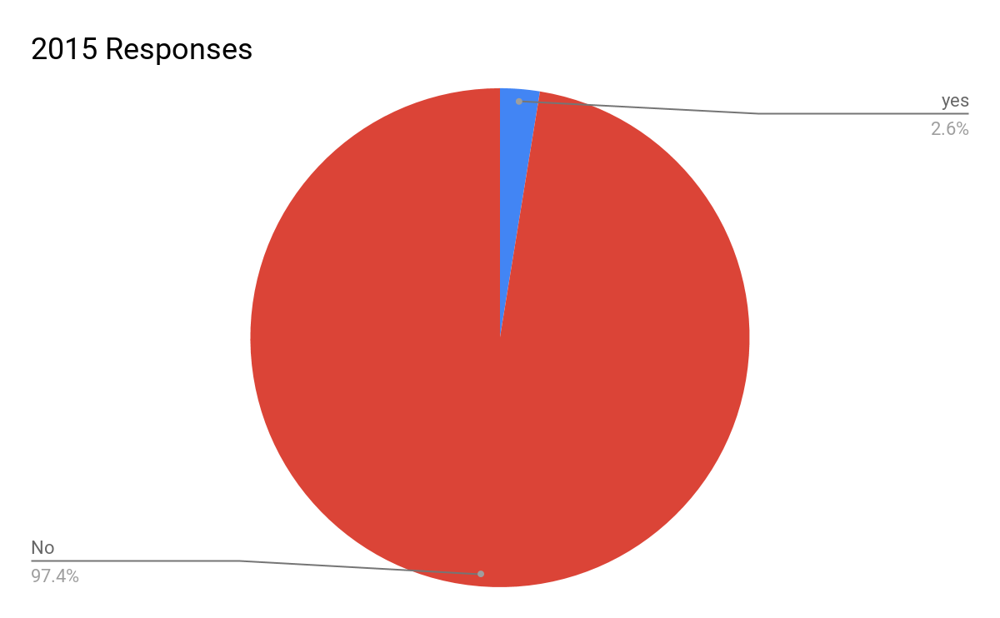 2015 Responses
yes
2.6%
No
97.4%